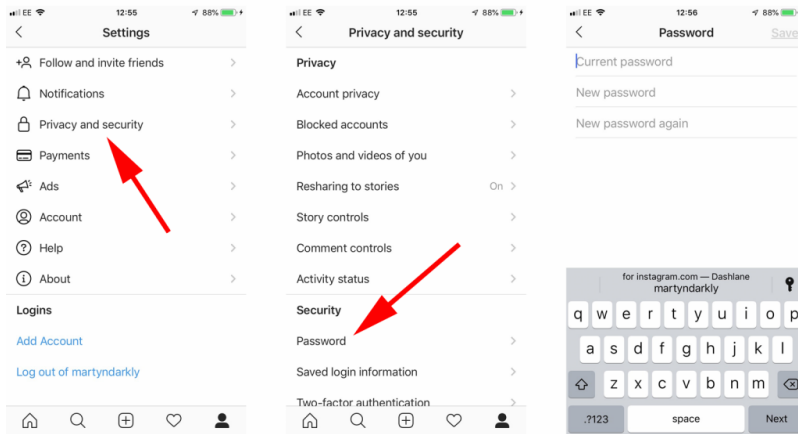 EE 12:55 88%
Settings
Follow and invite friends
Notifications
Privacy and security
Payments
Ads
Account
Help
About
Logins
Add Account
Log out of martyndarkly
EE 12:55 88%
Privacy and security
Privacy
Account privacy
Blocked accounts
Photos and videos of you
Resharing to stories On
Story controls
Comment controls
Activity status
Security
Password
Saved login information
Two-factor authentication
EE 12:56 88%
Password Save
Current password
New password
New password again
for instagram.com — Dashlane
martyndarkly
q w e r t y u i o p
a s d f g h j k l
z x c v b n m
.?123 space Next